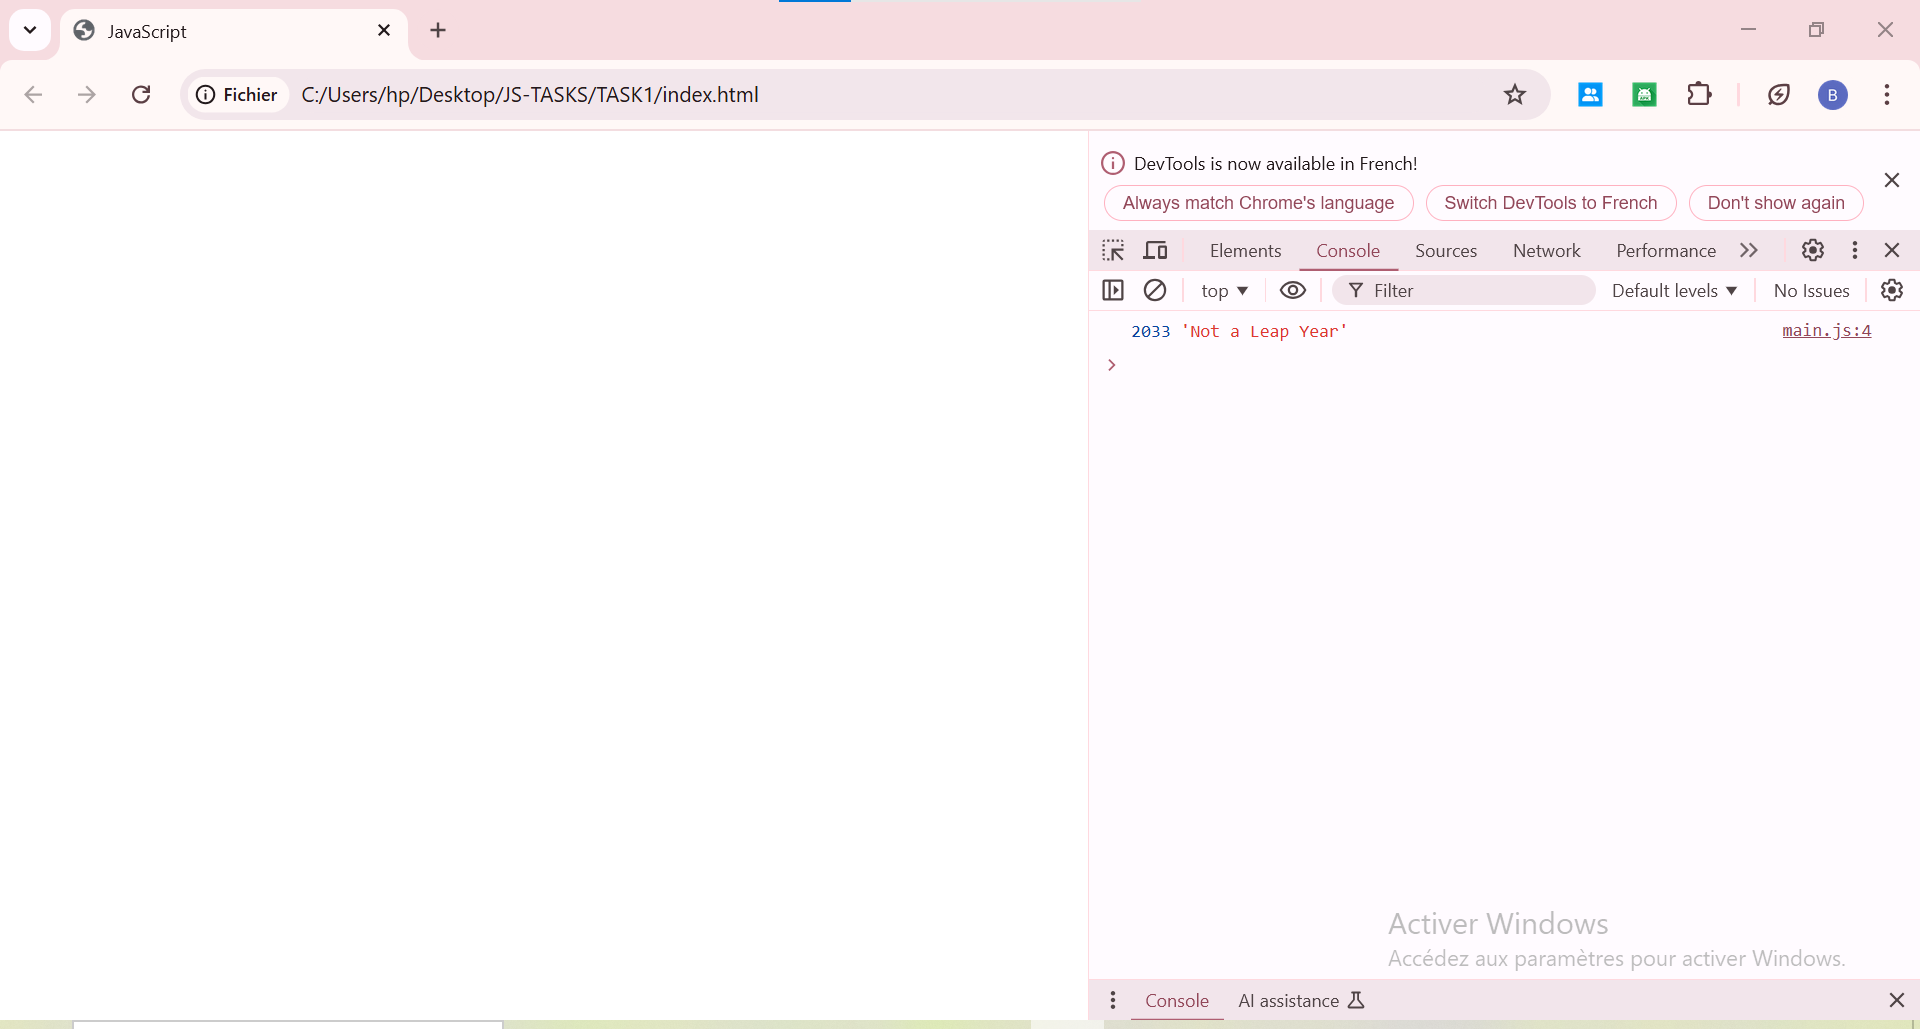 JavaScript
Fichier C:/Users/hp/Desktop/JS-TASKS/TASK1/index.html
B
DevTools is now available in French!
Always match Chrome's language Switch DevTools to French Don't show again
Elements Console Sources Network Performance
top Filter Default levels No Issues
2033 'Not a Leap Year' main.js:4
Activer Windows
Accédez aux paramètres pour activer Windows.
Console AI assistance